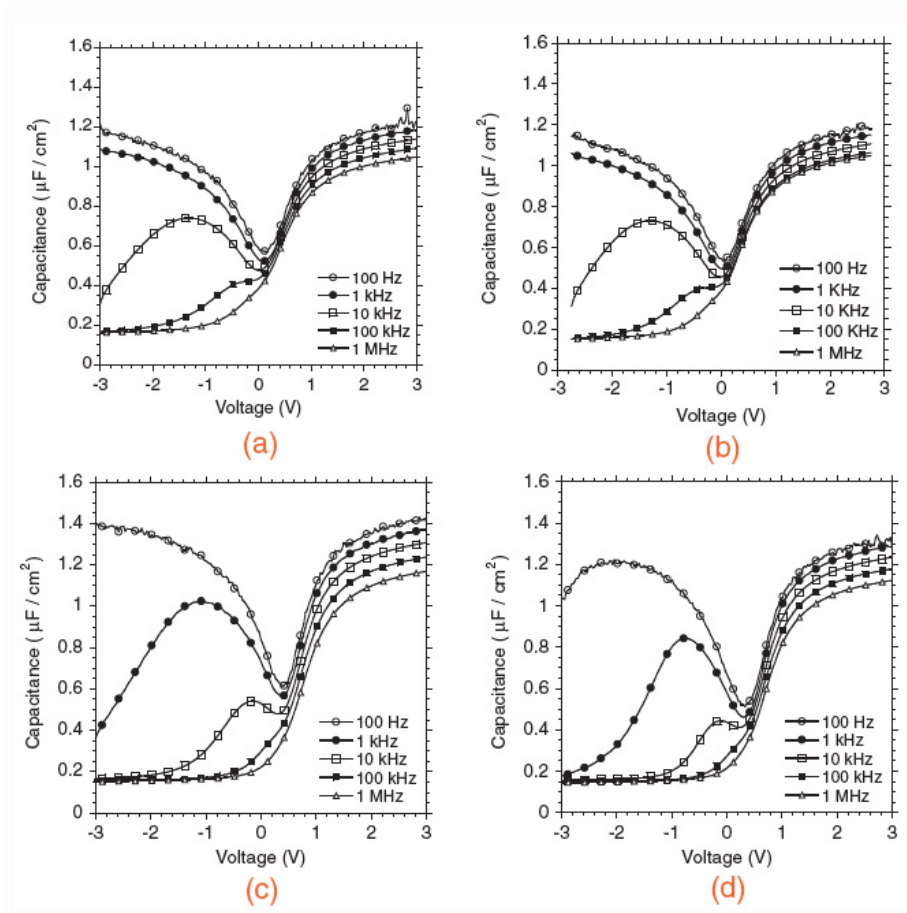 1.6
1.4
1.2
1
0.8
0.6
0.4
0.2
0
Capacitance ( μF / cm2)
100 Hz
1 kHz
10 kHz
100 kHz
1 MHz
-3 -2 -1 0 1 2 3
Voltage (V)
(a)
1.6
1.4
1.2
1
0.8
0.6
0.4
0.2
0
Capacitance ( μF / cm2)
100 Hz
1 KHz
10 KHz
100 KHz
1 MHz
-3 -2 -1 0 1 2 3
Voltage (V)
(b)
1.6
1.4
1.2
1
0.8
0.6
0.4
0.2
0
Capacitance ( μF / cm2)
100 Hz
1 kHz
10 kHz
100 kHz
1 MHz
-3 -2 -1 0 1 2 3
Voltage (V)
(c)
1.6
1.4
1.2
1
0.8
0.6
0.4
0.2
0
Capacitance ( μF / cm2)
100 Hz
1 kHz
10 kHz
100 kHz
1 MHz
-3 -2 -1 0 1 2 3
Voltage (V)
(d)